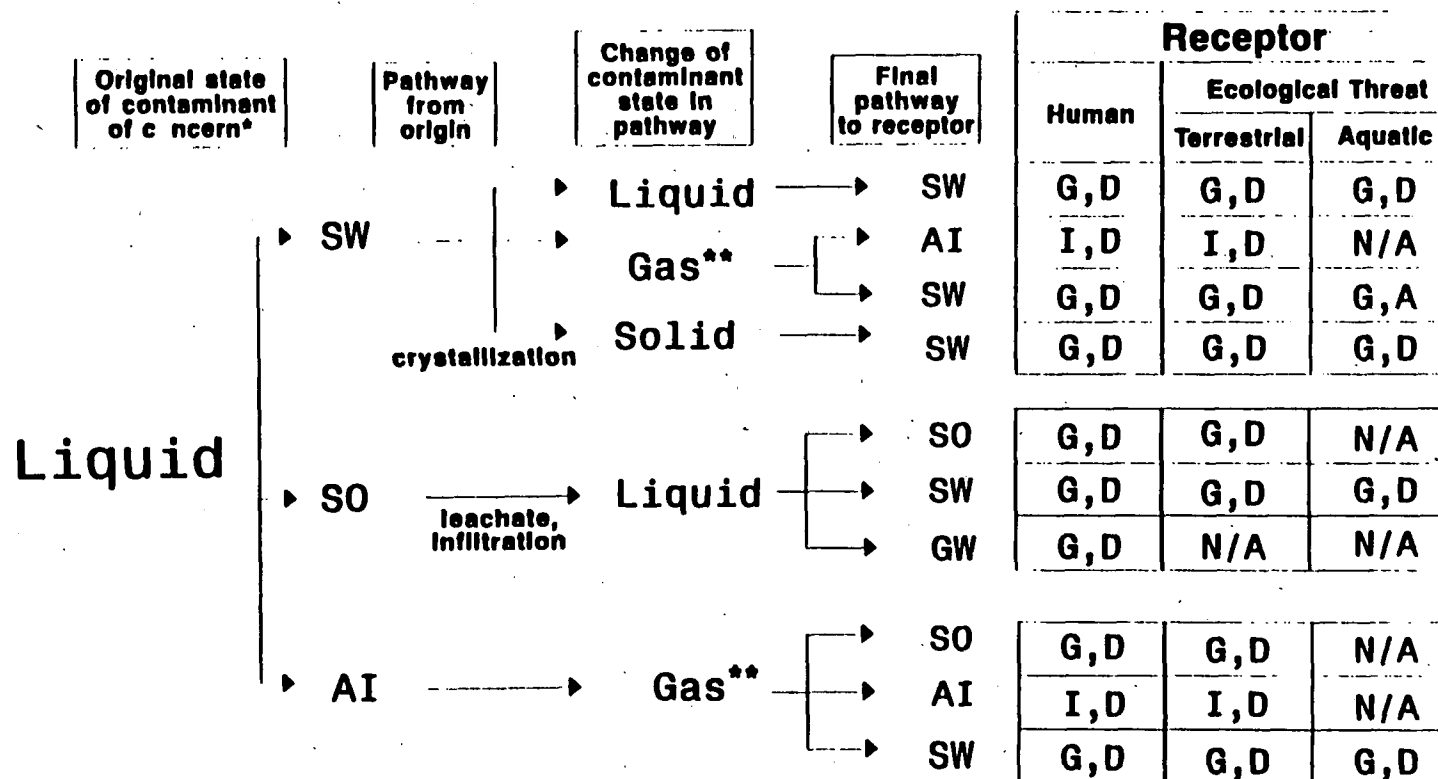 Receptor
Original state of contaminant of c ncern*
Pathway from origin
Change of contaminant state in pathway
Final pathway to receptor
Human
Ecological Threat
Terrestrial
Aquatic
Liquid
SW
crystallization
Liquid SW G,D G,D G,D
Gas** AI I,D I,D N/A
SW G,D G,D G,A
Solid SW G,D G,D G,D
SO
leachate, infiltration
Liquid SO G,D G,D N/A
SW G,D G,D G,D
GW G,D N/A N/A
AI
Gas** SO G,D G,D N/A
AI I,D I,D N/A
SW G,D G,D G,D